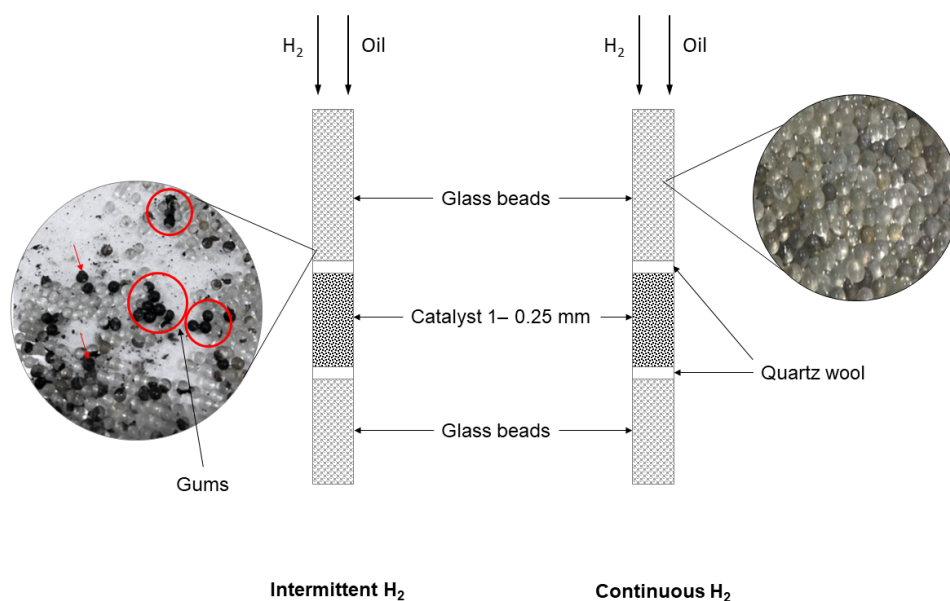 H₂ Oil
H₂ Oil
Glass beads
Catalyst 1– 0.25 mm
Quartz wool
Glass beads
Gums
Intermittent H₂
Continuous H₂